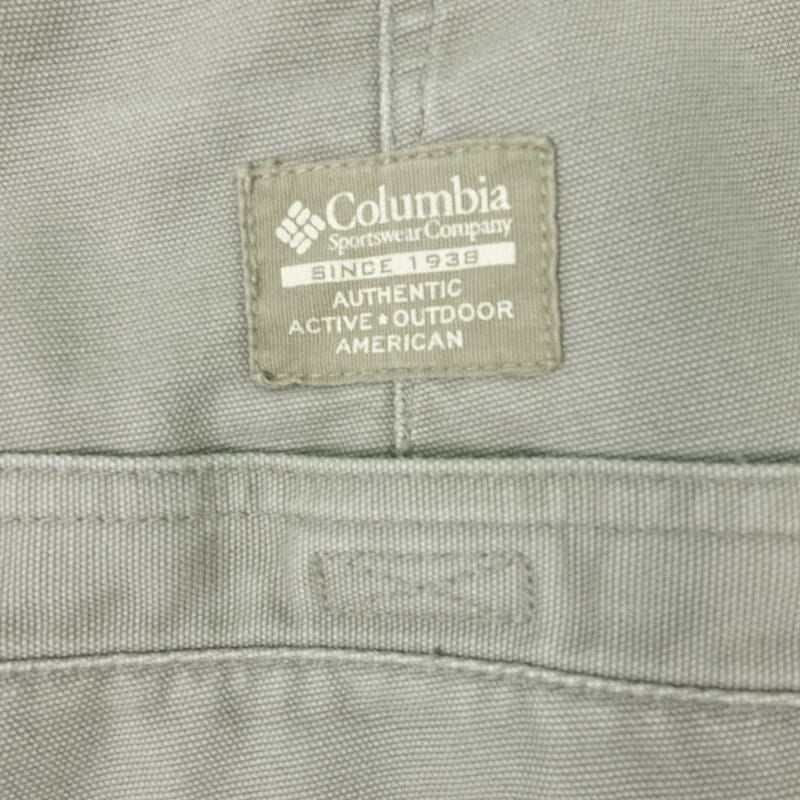 Columbia
Sportswear Company
SINCE 1938
AUTHENTIC
ACTIVE★OUTDOOR
AMERICAN